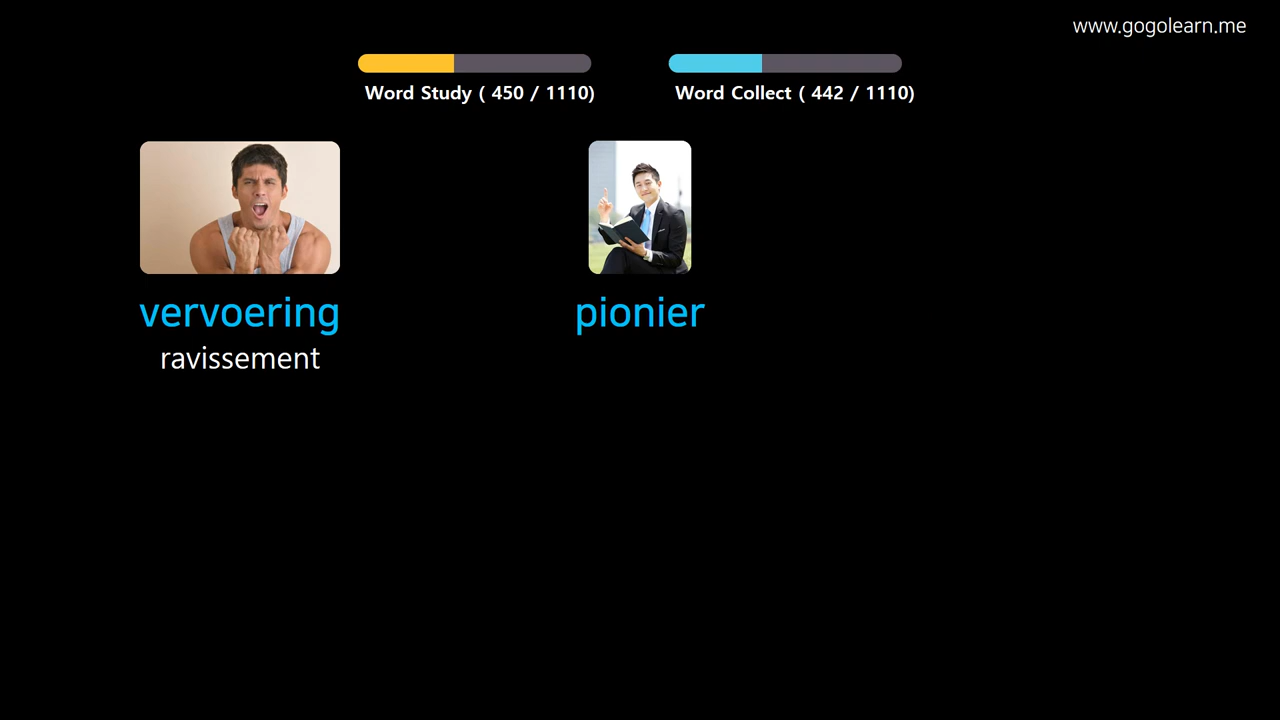 www.gogolearn.me
Word Study ( 450 / 1110)
Word Collect ( 442 / 1110)
vervoering
ravissement
pionier